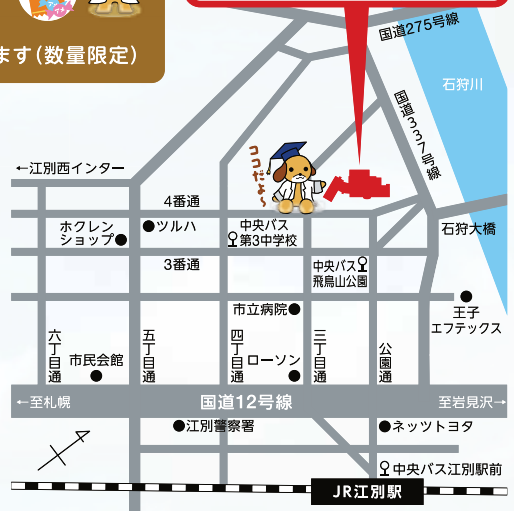 ます(数量限定)
国道275号線
石狩川
国道337号線
ココだよ〜
←江別西インター
4番通
ホクレン
ショップ
ツルハ
中央バス
第3中学校
石狩大橋
3番通
中央バス
飛鳥山公園
市立病院
王子
エフテックス
六丁目通
市民会館
五丁目通
四丁目通
ローソン
三丁目通
公園通
←至札幌
国道12号線
至岩見沢→
江別警察署
ネッツトヨタ
中央バス江別駅前
JR江別駅